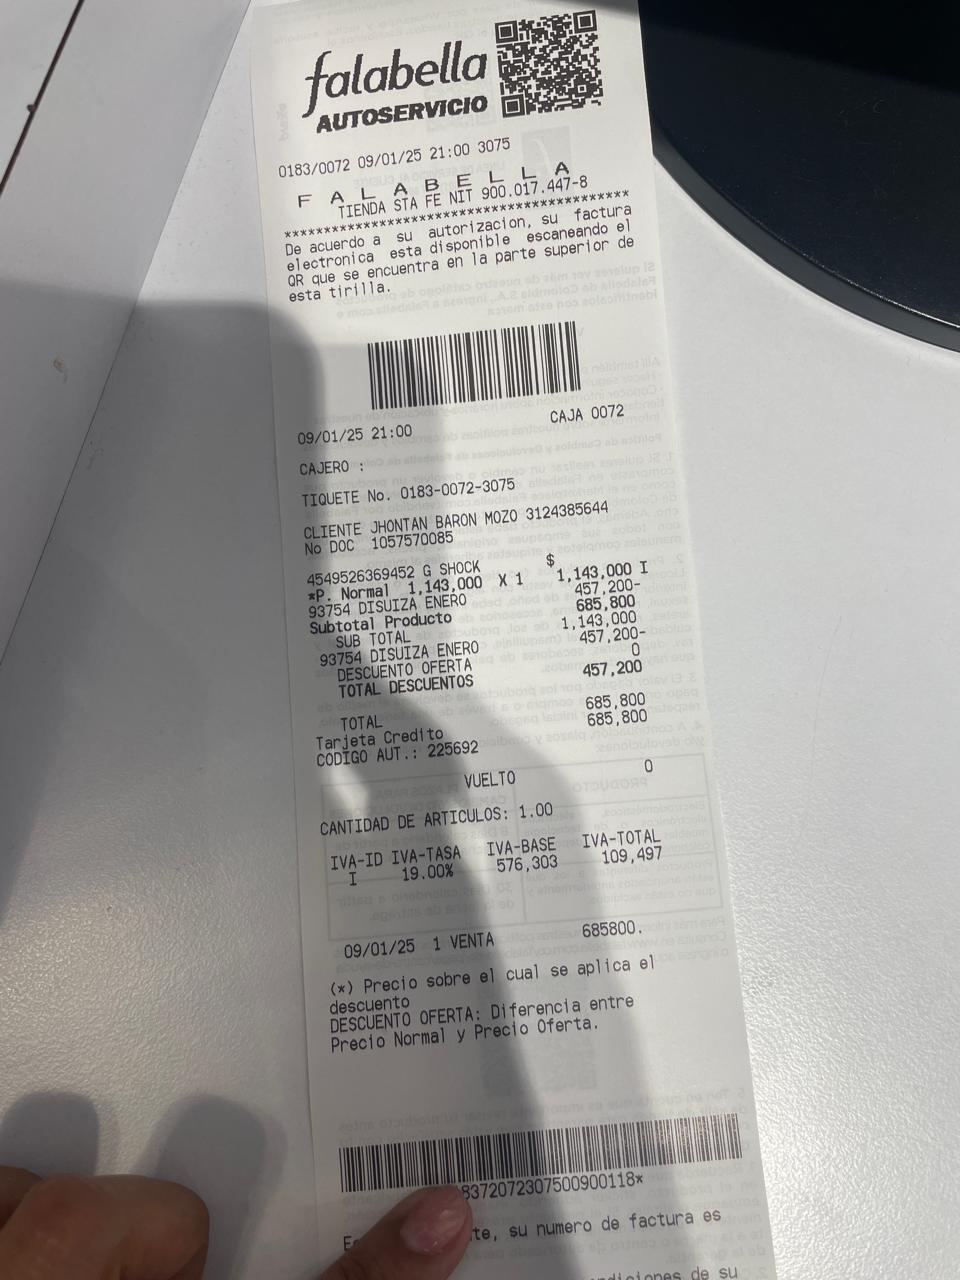 falabella
AUTOSERVICIO
0183/0072 09/01/25 21:00 3075
F A L A B E L L A
TIENDA STA FE NIT 900.017.447-8
****************************************
De acuerdo a su autorizacion, su factura
electronica esta disponible escaneando el
QR que se encuentra en la parte superior de
esta tirilla.
09/01/25 21:00 CAJA 0072
CAJERO :
TIQUETE No. 0183-0072-3075
CLIENTE JHONTAN BARON MOZO 3124385644
No DOC 1057570085
$
4549526369452 G SHOCK
*P. Normal 1,143,000 X 1 1,143,000 I
93754 DISUIZA ENERO 457,200-
Subtotal Producto 685,800
SUB TOTAL 1,143,000
93754 DISUIZA ENERO 457,200-
DESCUENTO OFERTA 0
TOTAL DESCUENTOS 457,200
TOTAL 685,800
Tarjeta Credito 685,800
CODIGO AUT.: 225692
VUELTO 0
CANTIDAD DE ARTICULOS: 1.00
IVA-ID IVA-TASA IVA-BASE IVA-TOTAL
I 19.00% 576,303 109,497
09/01/25 1 VENTA 685800.
(*) Precio sobre el cual se aplica el
descuento
DESCUENTO OFERTA: Diferencia entre
Precio Normal y Precio Oferta.
8372072307500900118*
su numero de factura es
de su